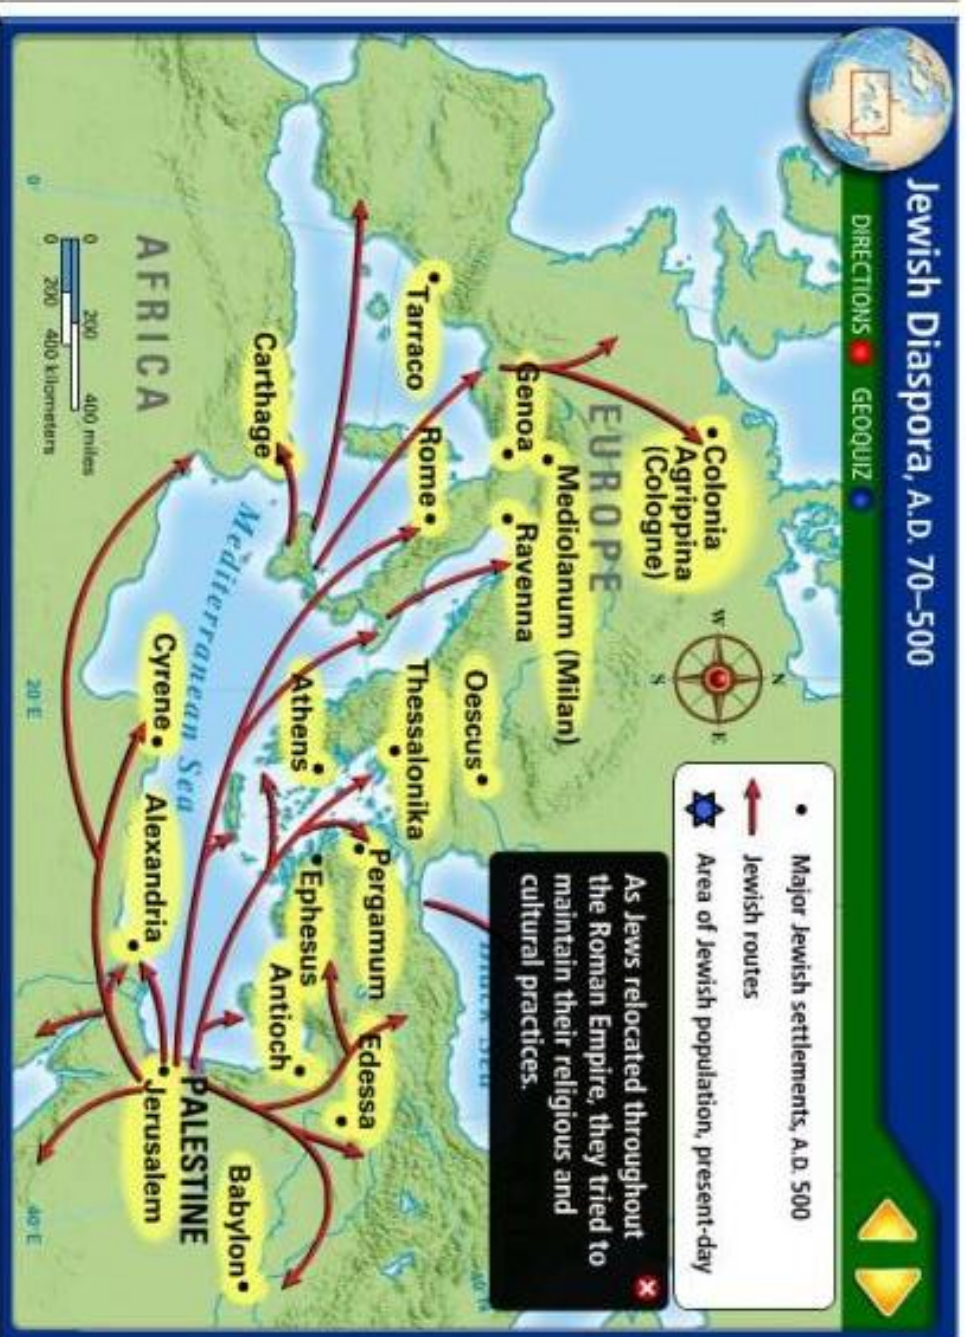 Jewish Diaspora, A.D. 70–500
DIRECTIONS
GEOQUIZ
Major Jewish settlements, A.D. 500
Jewish routes
Area of Jewish population, present-day
As Jews relocated throughout
the Roman Empire, they tried to
maintain their religious and
cultural practices.
N
W
E
S
Colonia
Agrippina
(Cologne)
EUROPE
Mediolanum (Milan)
Genoa
Ravenna
Oescus
Tarraco
Rome
Thessalonika
Athens
Pergamum
Ephesus
Edessa
Antioch
Carthage
Mediterranean Sea
Babylon
Cyrene
Alexandria
PALESTINE
Jerusalem
AFRICA
0 200 400 miles
0 200 400 kilometers
0°
20°E
40°E